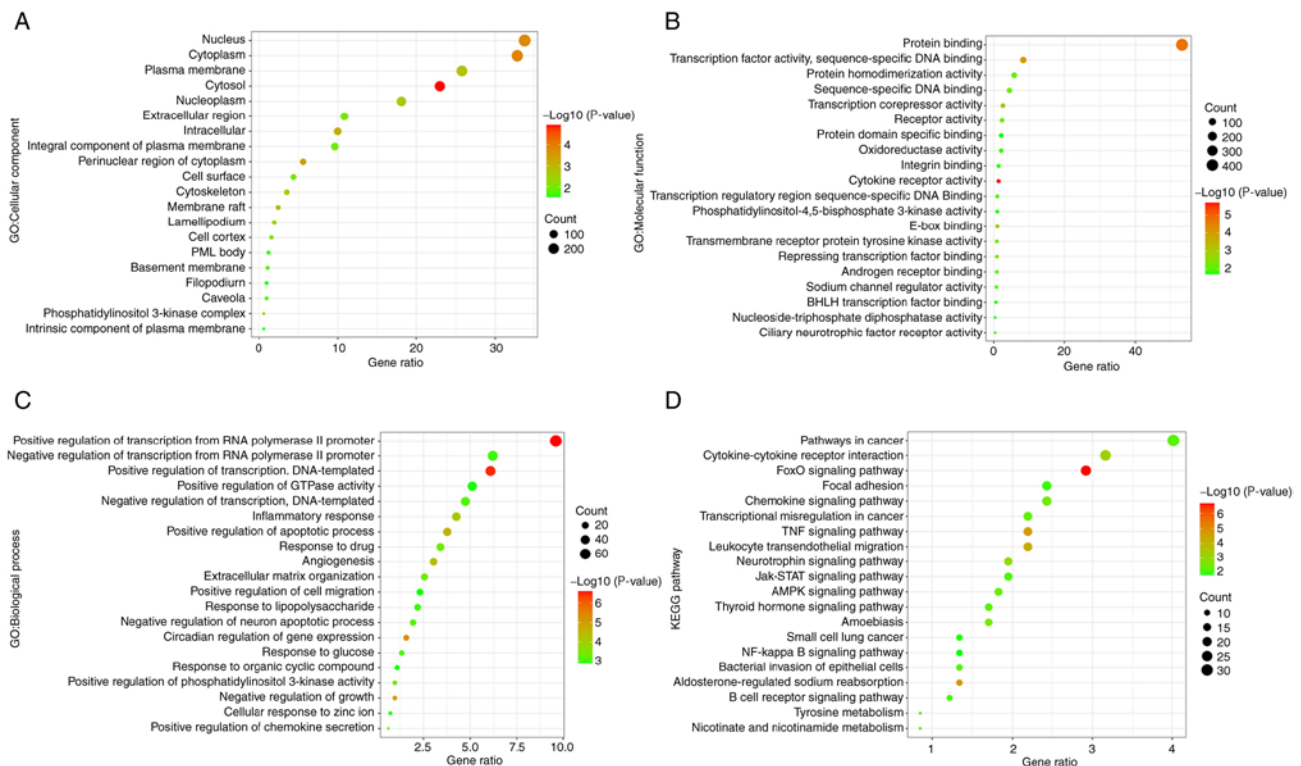 A
GO:Cellular component
Nucleus
Cytoplasm
Plasma membrane
Cytosol
Nucleoplasm
Extracellular region
Intracellular
Integral component of plasma membrane
Perinuclear region of cytoplasm
Cell surface
Cytoskeleton
Membrane raft
Lamellipodium
Cell cortex
PML body
Basement membrane
Filopodiurn
Caveola
Phosphatidylinositol 3-kinase complex
Intrinsic component of plasma membrane
0 10 20 30
Gene ratio
−Log10 (P-value)
4
3
2
Count
100
200
B
GO:Molecular function
Protein binding
Transcription factor activity, sequence-specific DNA binding
Protein homodimerization activity
Sequence-specific DNA binding
Transcription corepressor activity
Receptor activity
Protein domain specific binding
Oxidoreductase activity
Integrin binding
Cytokine receptor activity
Transcription regulatory region sequence-specific DNA Binding
Phosphatidylinositol-4,5-bisphosphate 3-kinase activity
E-box binding
Transmembrane receptor protein tyrosine kinase activity
Repressing transcription factor binding
Androgen receptor binding
Sodium channel regulator activity
BHLH transcription factor binding
Nucleoside-triphosphate diphosphatase activity
Ciliary neurotrophic factor receptor activity
0 20 40
Gene ratio
Count
100
200
300
400
−Log10 (P-value)
5
4
3
2
C
GO:Biological process
Positive regulation of transcription from RNA polymerase II promoter
Negative regulation of transcription from RNA polymerase II promoter
Positive regulation of transcription. DNA-templated
Positive regulation of GTPase activity
Negative regulation of transcription, DNA-templated
Inflammatory response
Positive regulation of apoptotic process
Response to drug
Angiogenesis
Extracellular matrix organization
Positive regulation of cell migration
Response to lipopolysaccharide
Negative regulation of neuron apoptotic process
Circadian regulation of gene expression
Response to glucose
Response to organic cyclic compound
Positive regulation of phosphatidylinositol 3-kinase activity
Negative regulation of growth
Cellular response to zinc ion
Positive regulation of chemokine secretion
2.5 5.0 7.5 10.0
Gene ratio
Count
20
40
60
−Log10 (P-value)
6
5
4
3
D
KEGG pathway
Pathways in cancer
Cytokine-cytokine receptor interaction
FoxO signaling pathway
Focal adhesion
Chemokine signaling pathway
Transcriptional misregulation in cancer
TNF signaling pathway
Leukocyte transendothelial migration
Neurotrophin signaling pathway
Jak-STAT signaling pathway
AMPK signaling pathway
Thyroid hormone signaling pathway
Amoebiasis
Small cell lung cancer
NF-kappa B signaling pathway
Bacterial invasion of epithelial cells
Aldosterone-regulated sodium reabsorption
B cell receptor signaling pathway
Tyrosine metabolism
Nicotinate and nicotinamide metabolism
1 2 3 4
Gene ratio
−Log10 (P-value)
6
5
4
3
2
Count
10
15
20
25
30